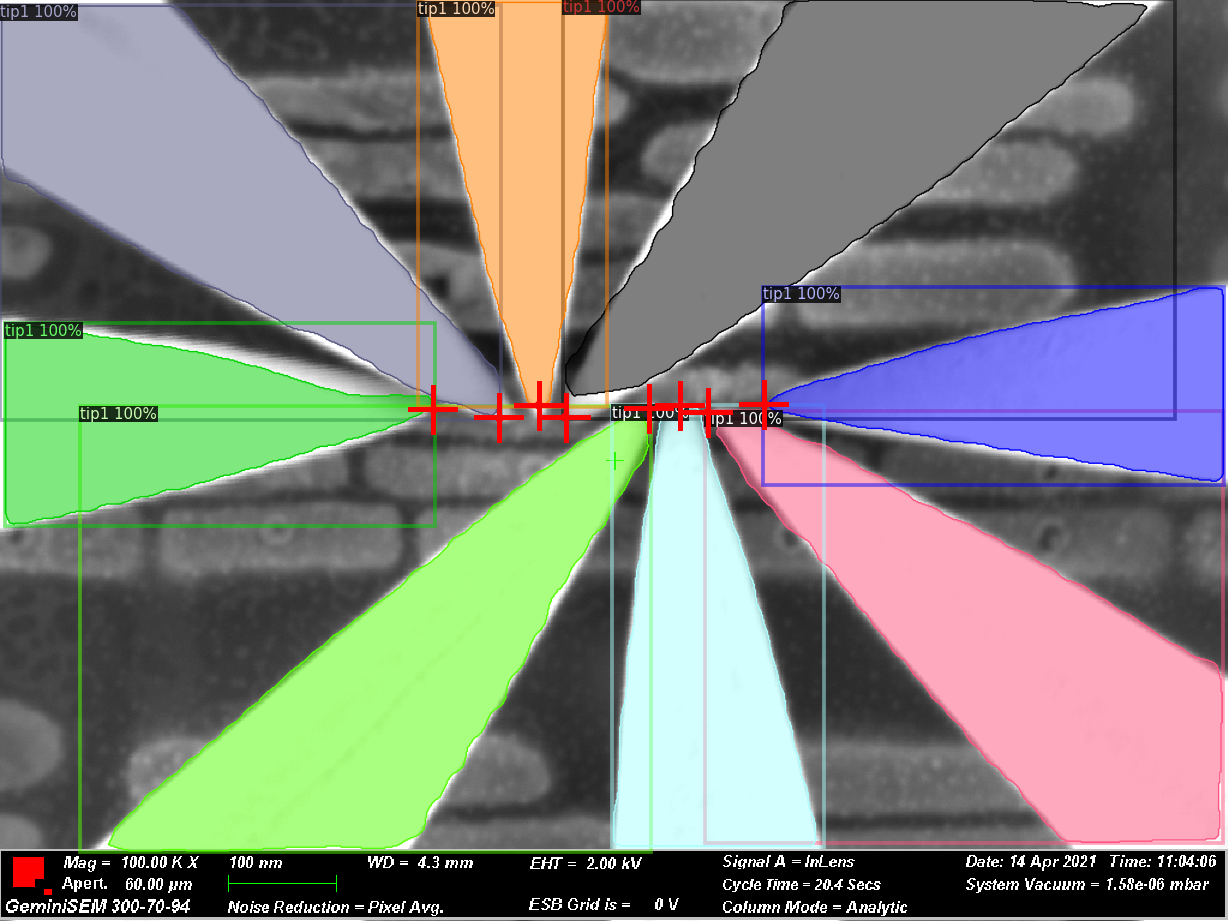 tip1 100%
tip1 100%
tip1 100%
tip1 100%
tip1 100%
tip1 100%
tip1 100%
tip1 100%
Mag = 100.00 K X
100 nm
WD = 4.3 mm
EHT = 2.00 kV
Signal A = InLens
Date: 14 Apr 2021 Time: 11:04:06
Apert. 60.00 µm
Cycle Time = 20.4 Secs
System Vacuum = 1.58e-06 mbar
GeminiSEM 300-70-94
Noise Reduction = Pixel Avg.
ESB Grid is = 0 V
Column Mode = Analytic